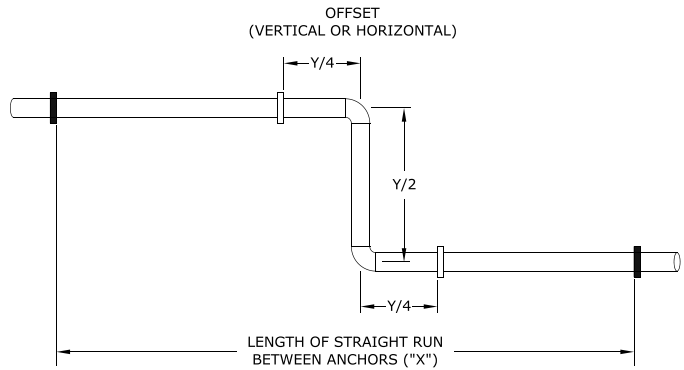 OFFSET
(VERTICAL OR HORIZONTAL)
Y/4
Y/2
Y/4
LENGTH OF STRAIGHT RUN
BETWEEN ANCHORS ("X")